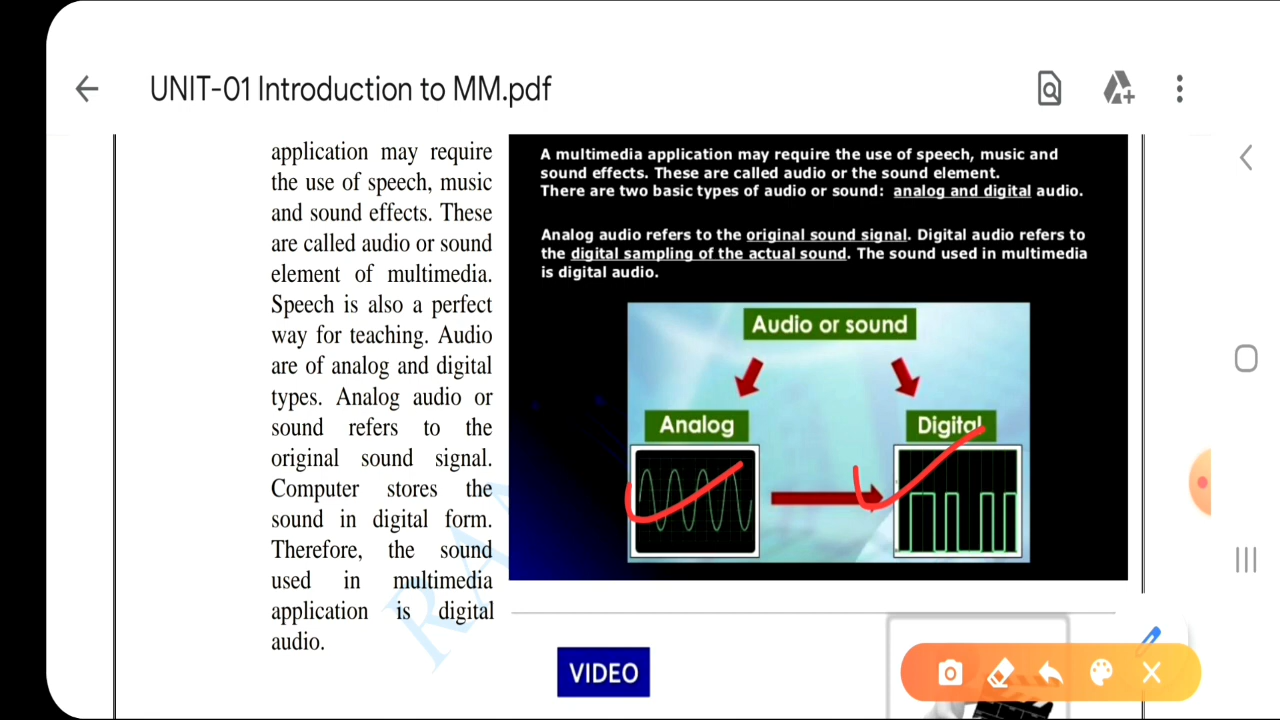 UNIT-01 Introduction to MM.pdf
application may require
the use of speech, music
and sound effects. These
are called audio or sound
element of multimedia.
Speech is also a perfect
way for teaching. Audio
are of analog and digital
types. Analog audio or
sound refers to the
original sound signal.
Computer stores the
sound in digital form.
Therefore, the sound
used in multimedia
application is digital
audio.
A multimedia application may require the use of speech, music and
sound effects. These are called audio or the sound element.
There are two basic types of audio or sound: analog and digital audio.
Analog audio refers to the original sound signal. Digital audio refers to
the digital sampling of the actual sound. The sound used in multimedia
is digital audio.
Audio or sound
Analog
Digital
VIDEO